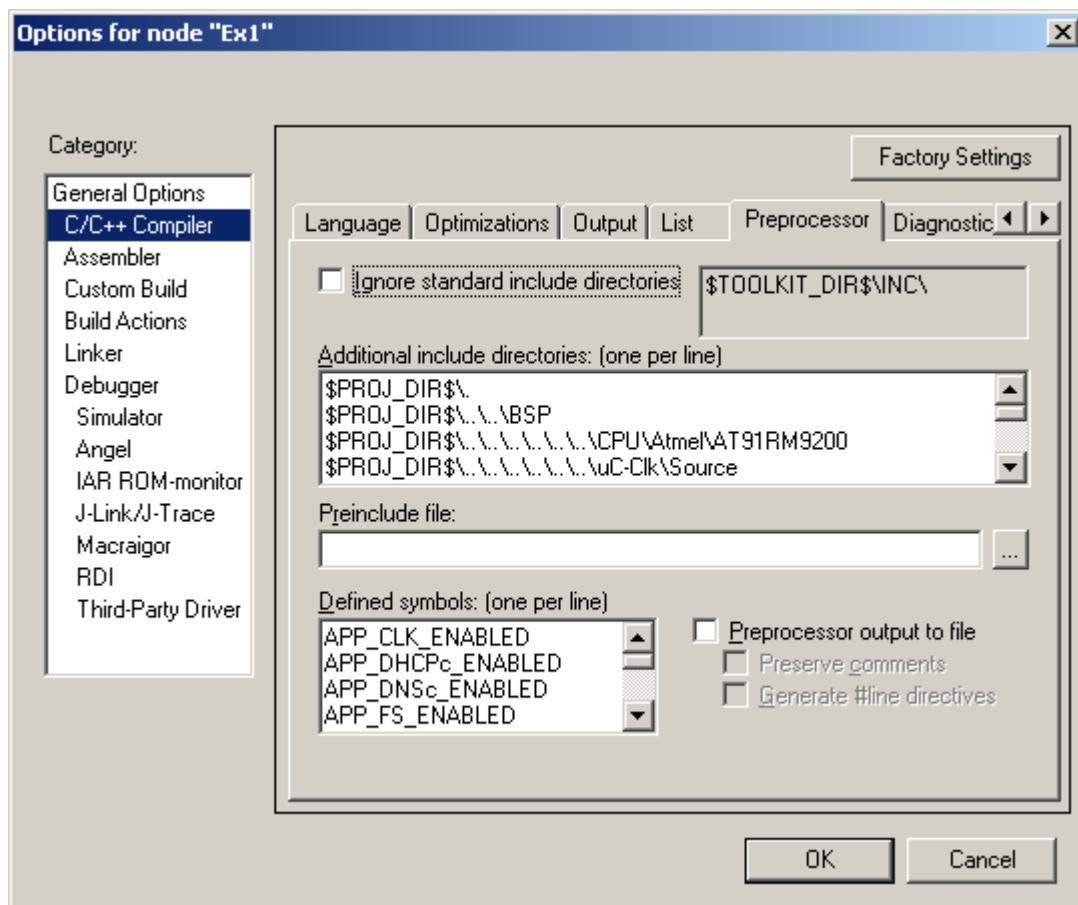 Options for node "Ex1"
Category:
General Options
C/C++ Compiler
Assembler
Custom Build
Build Actions
Linker
Debugger
Simulator
Angel
IAR ROM-monitor
J-Link/J-Trace
Macraigor
RDI
Third-Party Driver
Factory Settings
Language Optimizations Output List Preprocessor Diagnostic
Ignore standard include directories $TOOLKIT_DIR$\INC\
Additional include directories: (one per line)
$PROJ_DIR$\.
$PROJ_DIR$\..\..\BSP
$PROJ_DIR$\..\..\..\..\..\..\..\CPU\Atmel\AT91RM9200
$PROJ_DIR$\..\..\..\..\..\..\..\uC-Clk\Source
Preinclude file:
...
Defined symbols: (one per line)
APP_CLK_ENABLED
APP_DHCPc_ENABLED
APP_DNSc_ENABLED
APP_FS_ENABLED
Preprocessor output to file
Preserve comments
Generate #line directives
OK Cancel